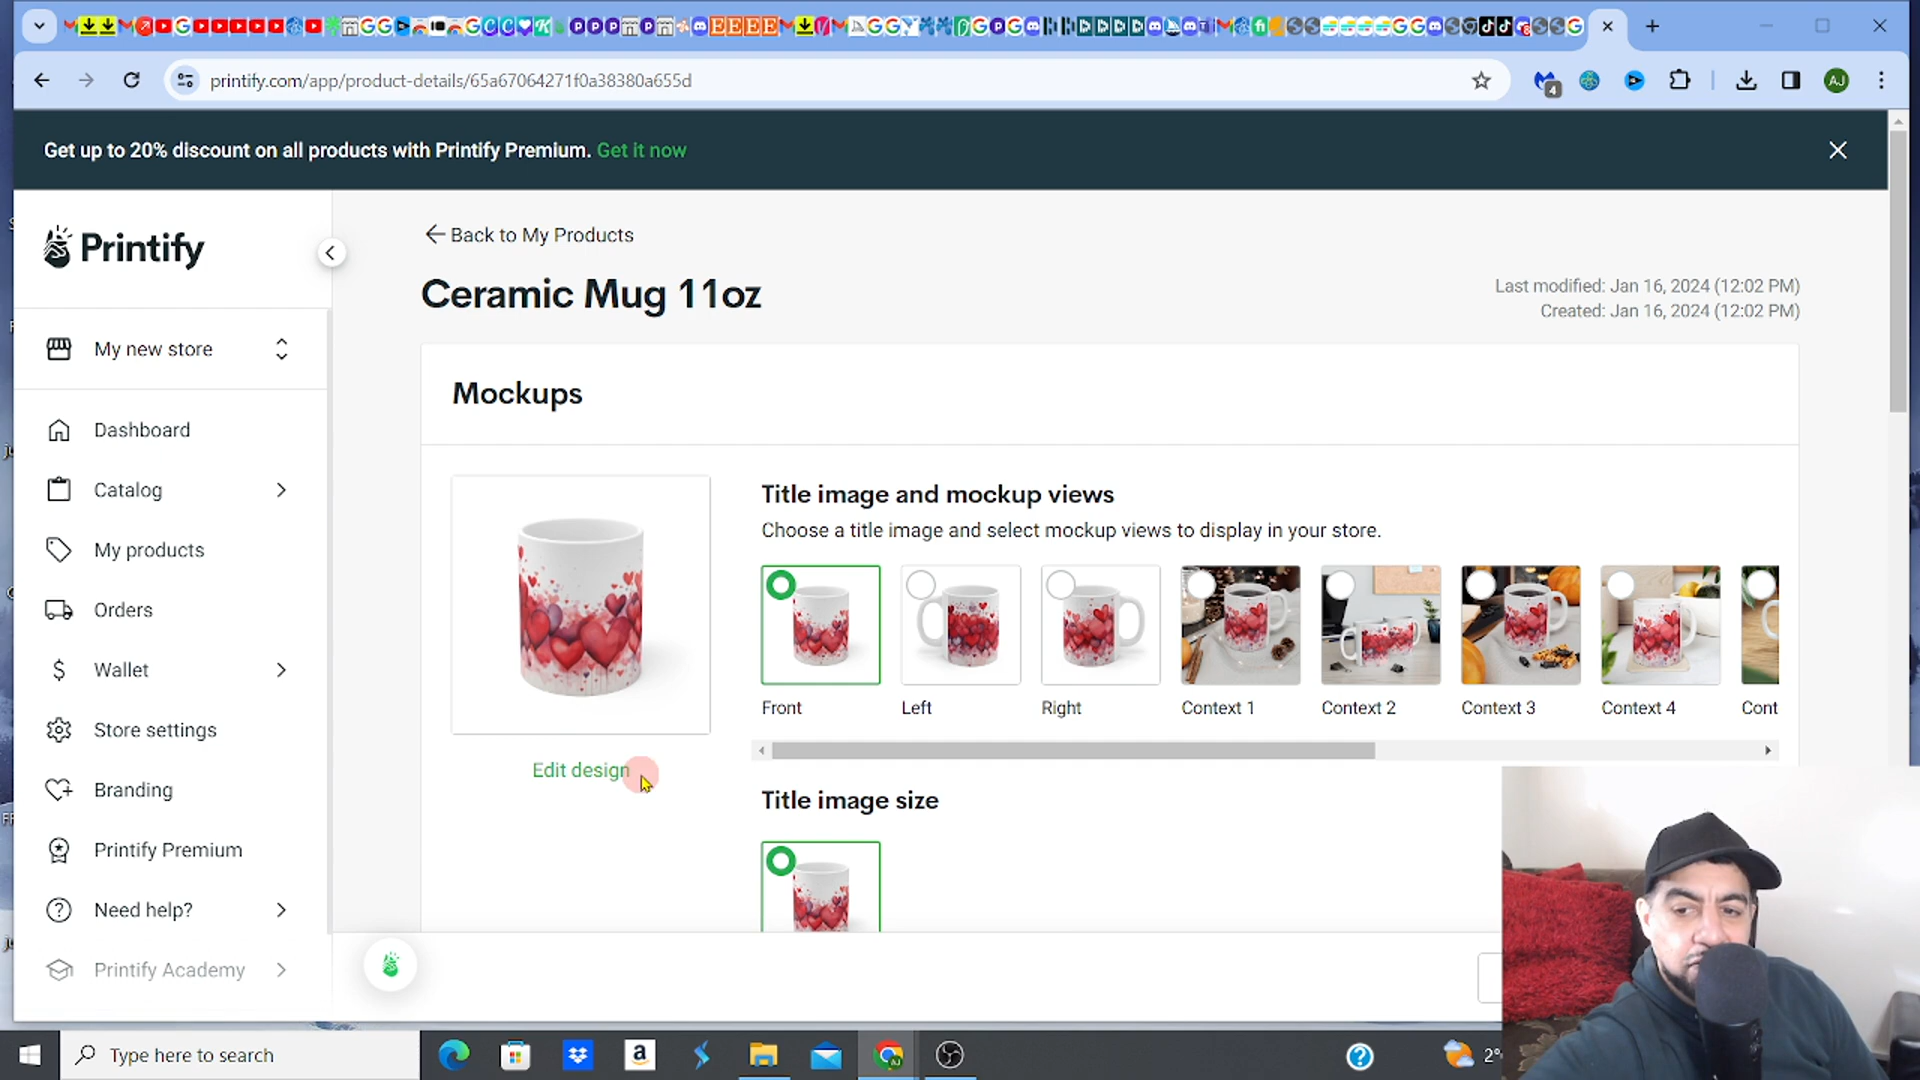 printify.com/app/product-details/65a67064271f0a38380a655d
4
AJ
Get up to 20% discount on all products with Printify Premium. Get it now
Printify
Back to My Products
Ceramic Mug 11oz
Last modified: Jan 16, 2024 (12:02 PM)
Created: Jan 16, 2024 (12:02 PM)
My new store
Mockups
Dashboard
Catalog
My products
Orders
Wallet
Store settings
Branding
Printify Premium
Need help?
Printify Academy
Title image and mockup views
Choose a title image and select mockup views to display in your store.
Front
Left
Right
Context 1
Context 2
Context 3
Context 4
Cont
Edit design
Title image size
Type here to search
2°